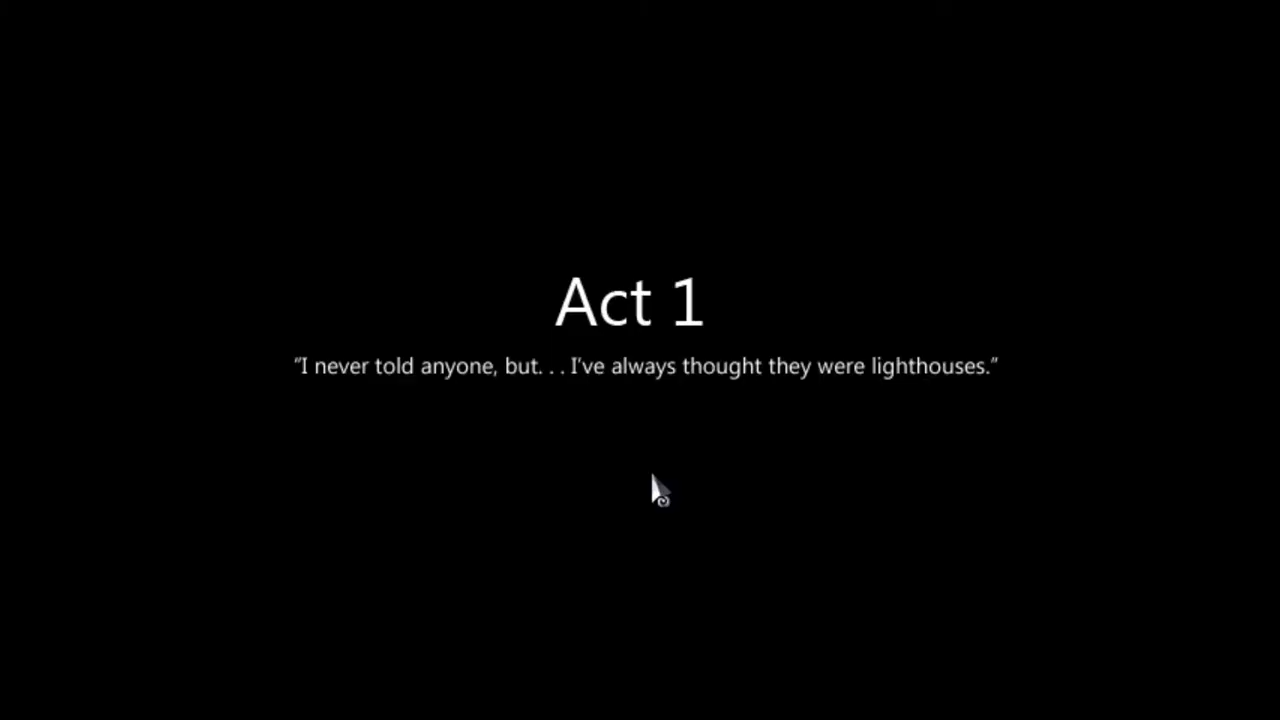 Act 1
“I never told anyone, but. . . I’ve always thought they were lighthouses.”